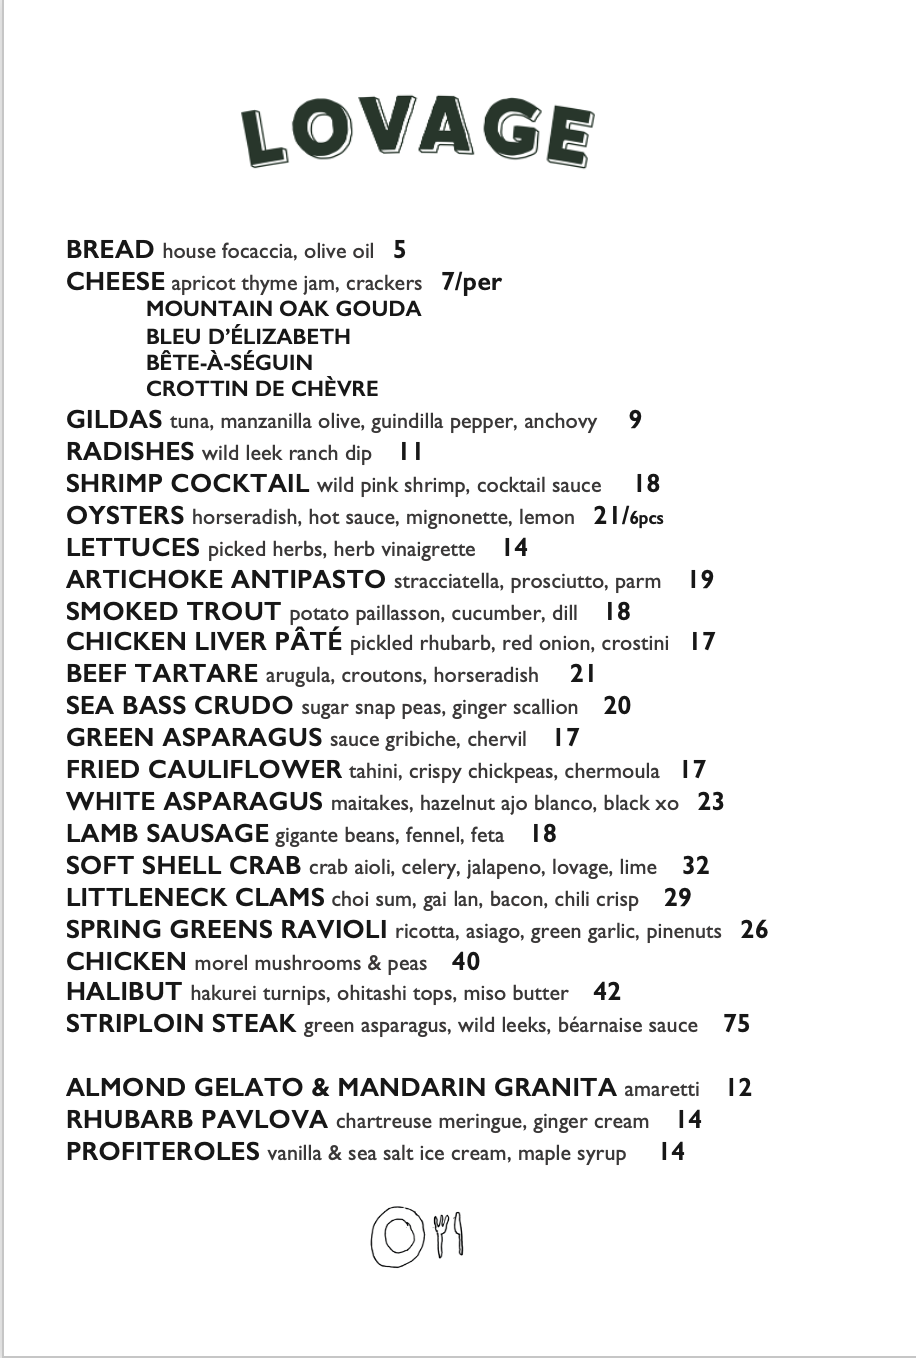 LOVAGE
BREAD house focaccia, olive oil 5
CHEESE apricot thyme jam, crackers 7/per
MOUNTAIN OAK GOUDA
BLEU D’ÉLIZABETH
BÊTE-À-SÉGUIN
CROTTIN DE CHÈVRE
GILDAS tuna, manzanilla olive, guindilla pepper, anchovy 9
RADISHES wild leek ranch dip 11
SHRIMP COCKTAIL wild pink shrimp, cocktail sauce 18
OYSTERS horseradish, hot sauce, mignonette, lemon 21/6pcs
LETTUCES picked herbs, herb vinaigrette 14
ARTICHOKE ANTIPASTO stracciatella, prosciutto, parm 19
SMOKED TROUT potato paillasson, cucumber, dill 18
CHICKEN LIVER PÂTÉ pickled rhubarb, red onion, crostini 17
BEEF TARTARE arugula, croutons, horseradish 21
SEA BASS CRUDO sugar snap peas, ginger scallion 20
GREEN ASPARAGUS sauce gribiche, chervil 17
FRIED CAULIFLOWER tahini, crispy chickpeas, chermoula 17
WHITE ASPARAGUS maitakes, hazelnut ajo blanco, black xo 23
LAMB SAUSAGE gigante beans, fennel, feta 18
SOFT SHELL CRAB crab aioli, celery, jalapeno, lovage, lime 32
LITTLENECK CLAMS choi sum, gai lan, bacon, chili crisp 29
SPRING GREENS RAVIOLI ricotta, asiago, green garlic, pinenuts 26
CHICKEN morel mushrooms & peas 40
HALIBUT hakurei turnips, ohitashi tops, miso butter 42
STRIPLOIN STEAK green asparagus, wild leeks, béarnaise sauce 75
ALMOND GELATO & MANDARIN GRANITA amaretti 12
RHUBARB PAVLOVA chartreuse meringue, ginger cream 14
PROFITEROLES vanilla & sea salt ice cream, maple syrup 14